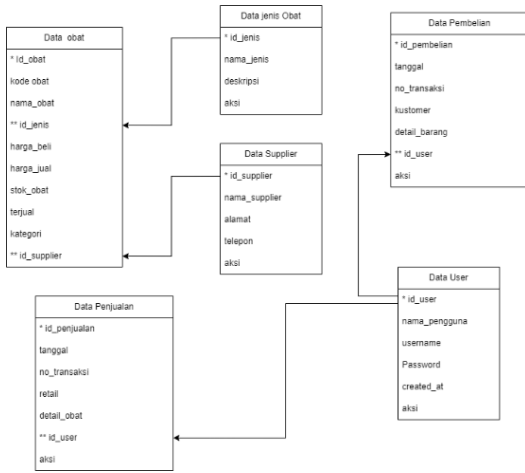 Data obat
* Id_obat
kode obat
nama_obat
** id_jenis
harga_beli
harga_jual
stok_obat
terjual
kategori
** id_supplier
Data jenis Obat
* id_jenis
nama_jenis
deskripsi
aksi
Data Supplier
* id_supplier
nama_supplier
alamat
telepon
aksi
Data Pembelian
* id_pembelian
tanggal
no_transaksi
kustomer
detail_barang
** id_user
aksi
Data Penjualan
* id_penjualan
tanggal
no_transaksi
retail
detail_obat
** id_user
aksi
Data User
* id_user
nama_pengguna
username
Password
created_at
aksi